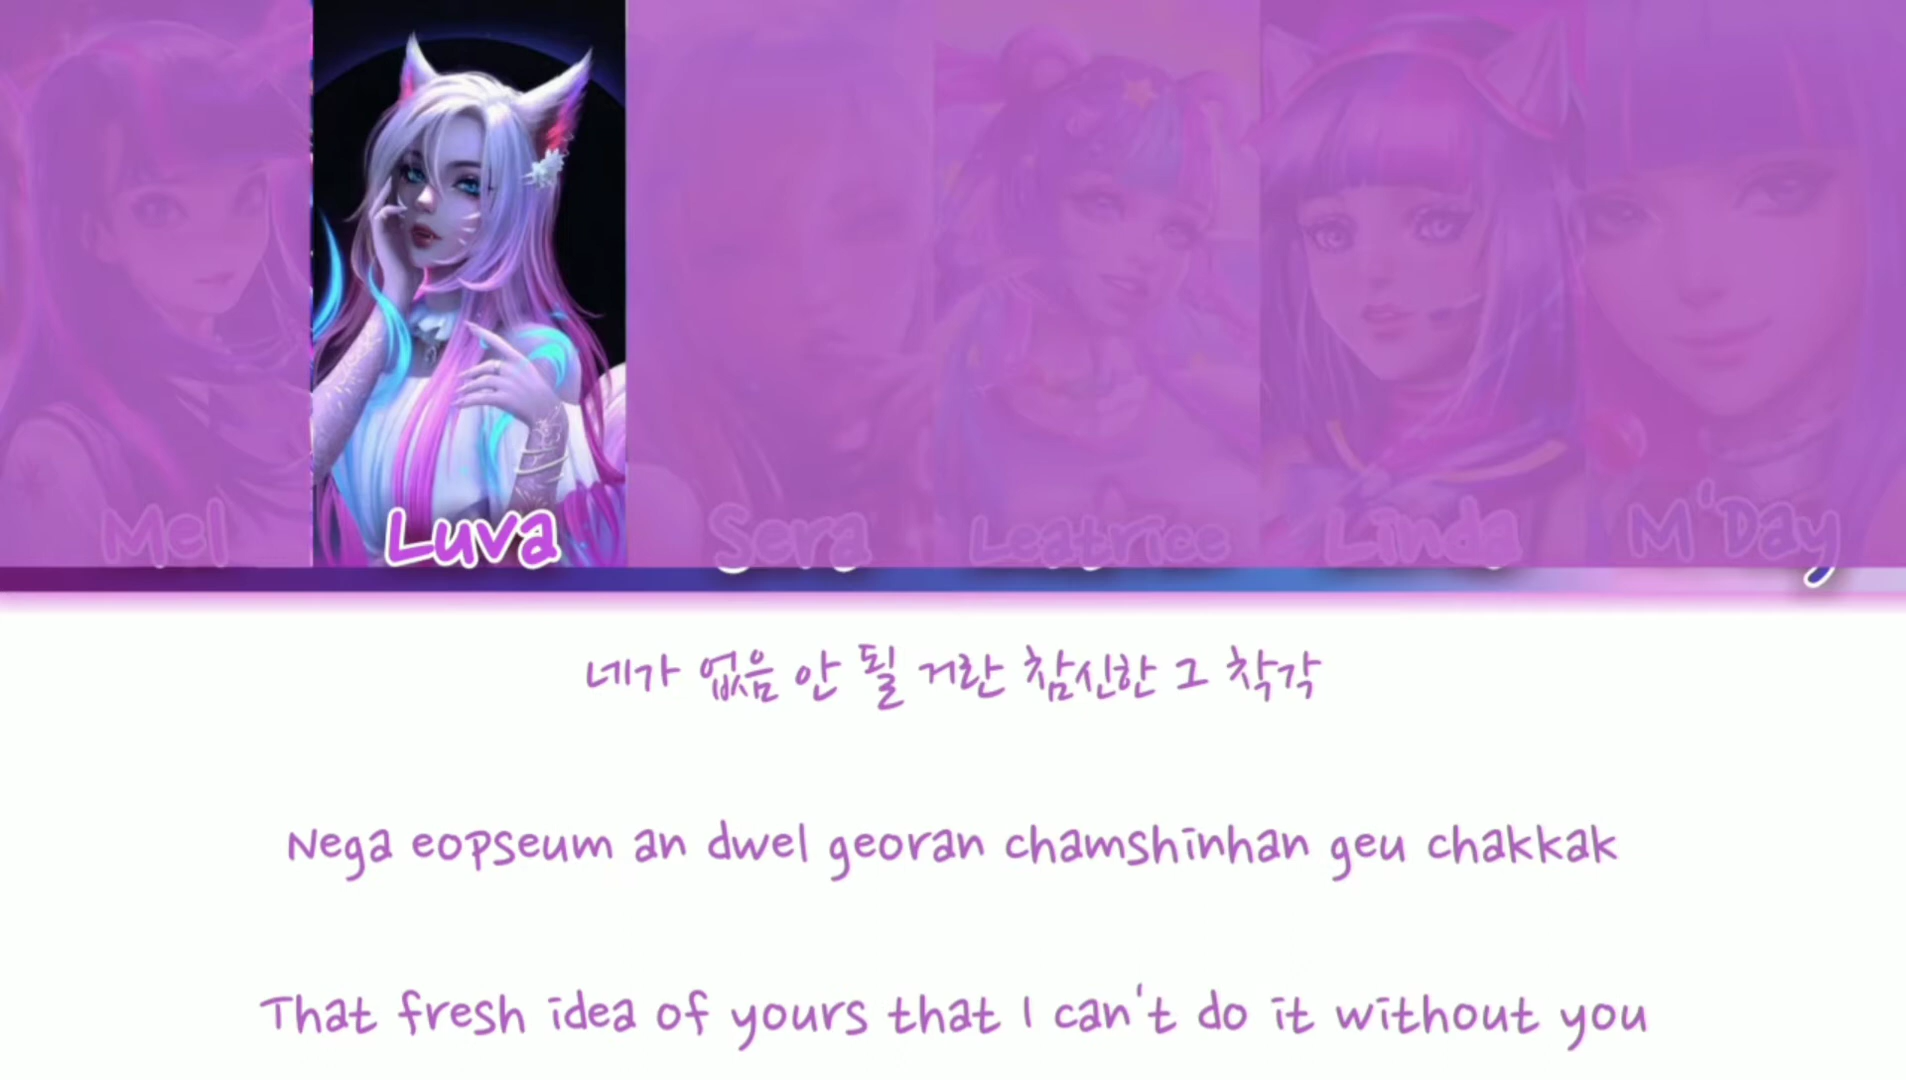 Mel Luva Sera Leatrice Linda M'Day
네가 없음 안 될 거란 참신한 그 착각
Nega eopseum an dwel georan chamshinhan geu chakkak
That fresh idea of yours that I can't do it without you